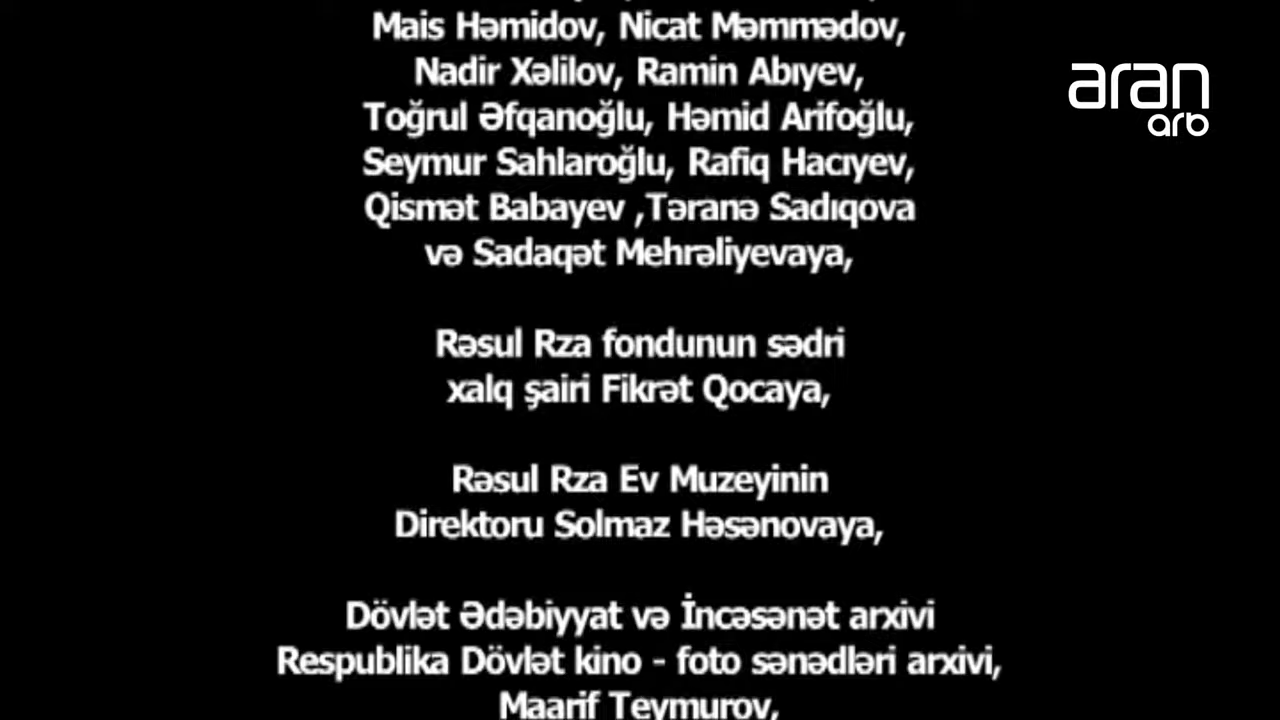 Mais Həmidov, Nicat Məmmədov,
Nadir Xəlilov, Ramin Abıyev,
Toğrul Əfqanoğlu, Həmid Arifoğlu,
Seymur Sahlaroğlu, Rafiq Hacıyev,
Qismət Babayev ,Təranə Sadıqova
və Sadaqət Mehrəliyevaya,
Rəsul Rza fondunun sədri
xalq şairi Fikrət Qocaya,
Rəsul Rza Ev Muzeyinin
Direktoru Solmaz Həsənovaya,
Dövlət Ədəbiyyat və İncəsənət arxivi
Respublika Dövlət kino - foto sənədləri arxivi,
Maarif Teymurov,
aran
arb